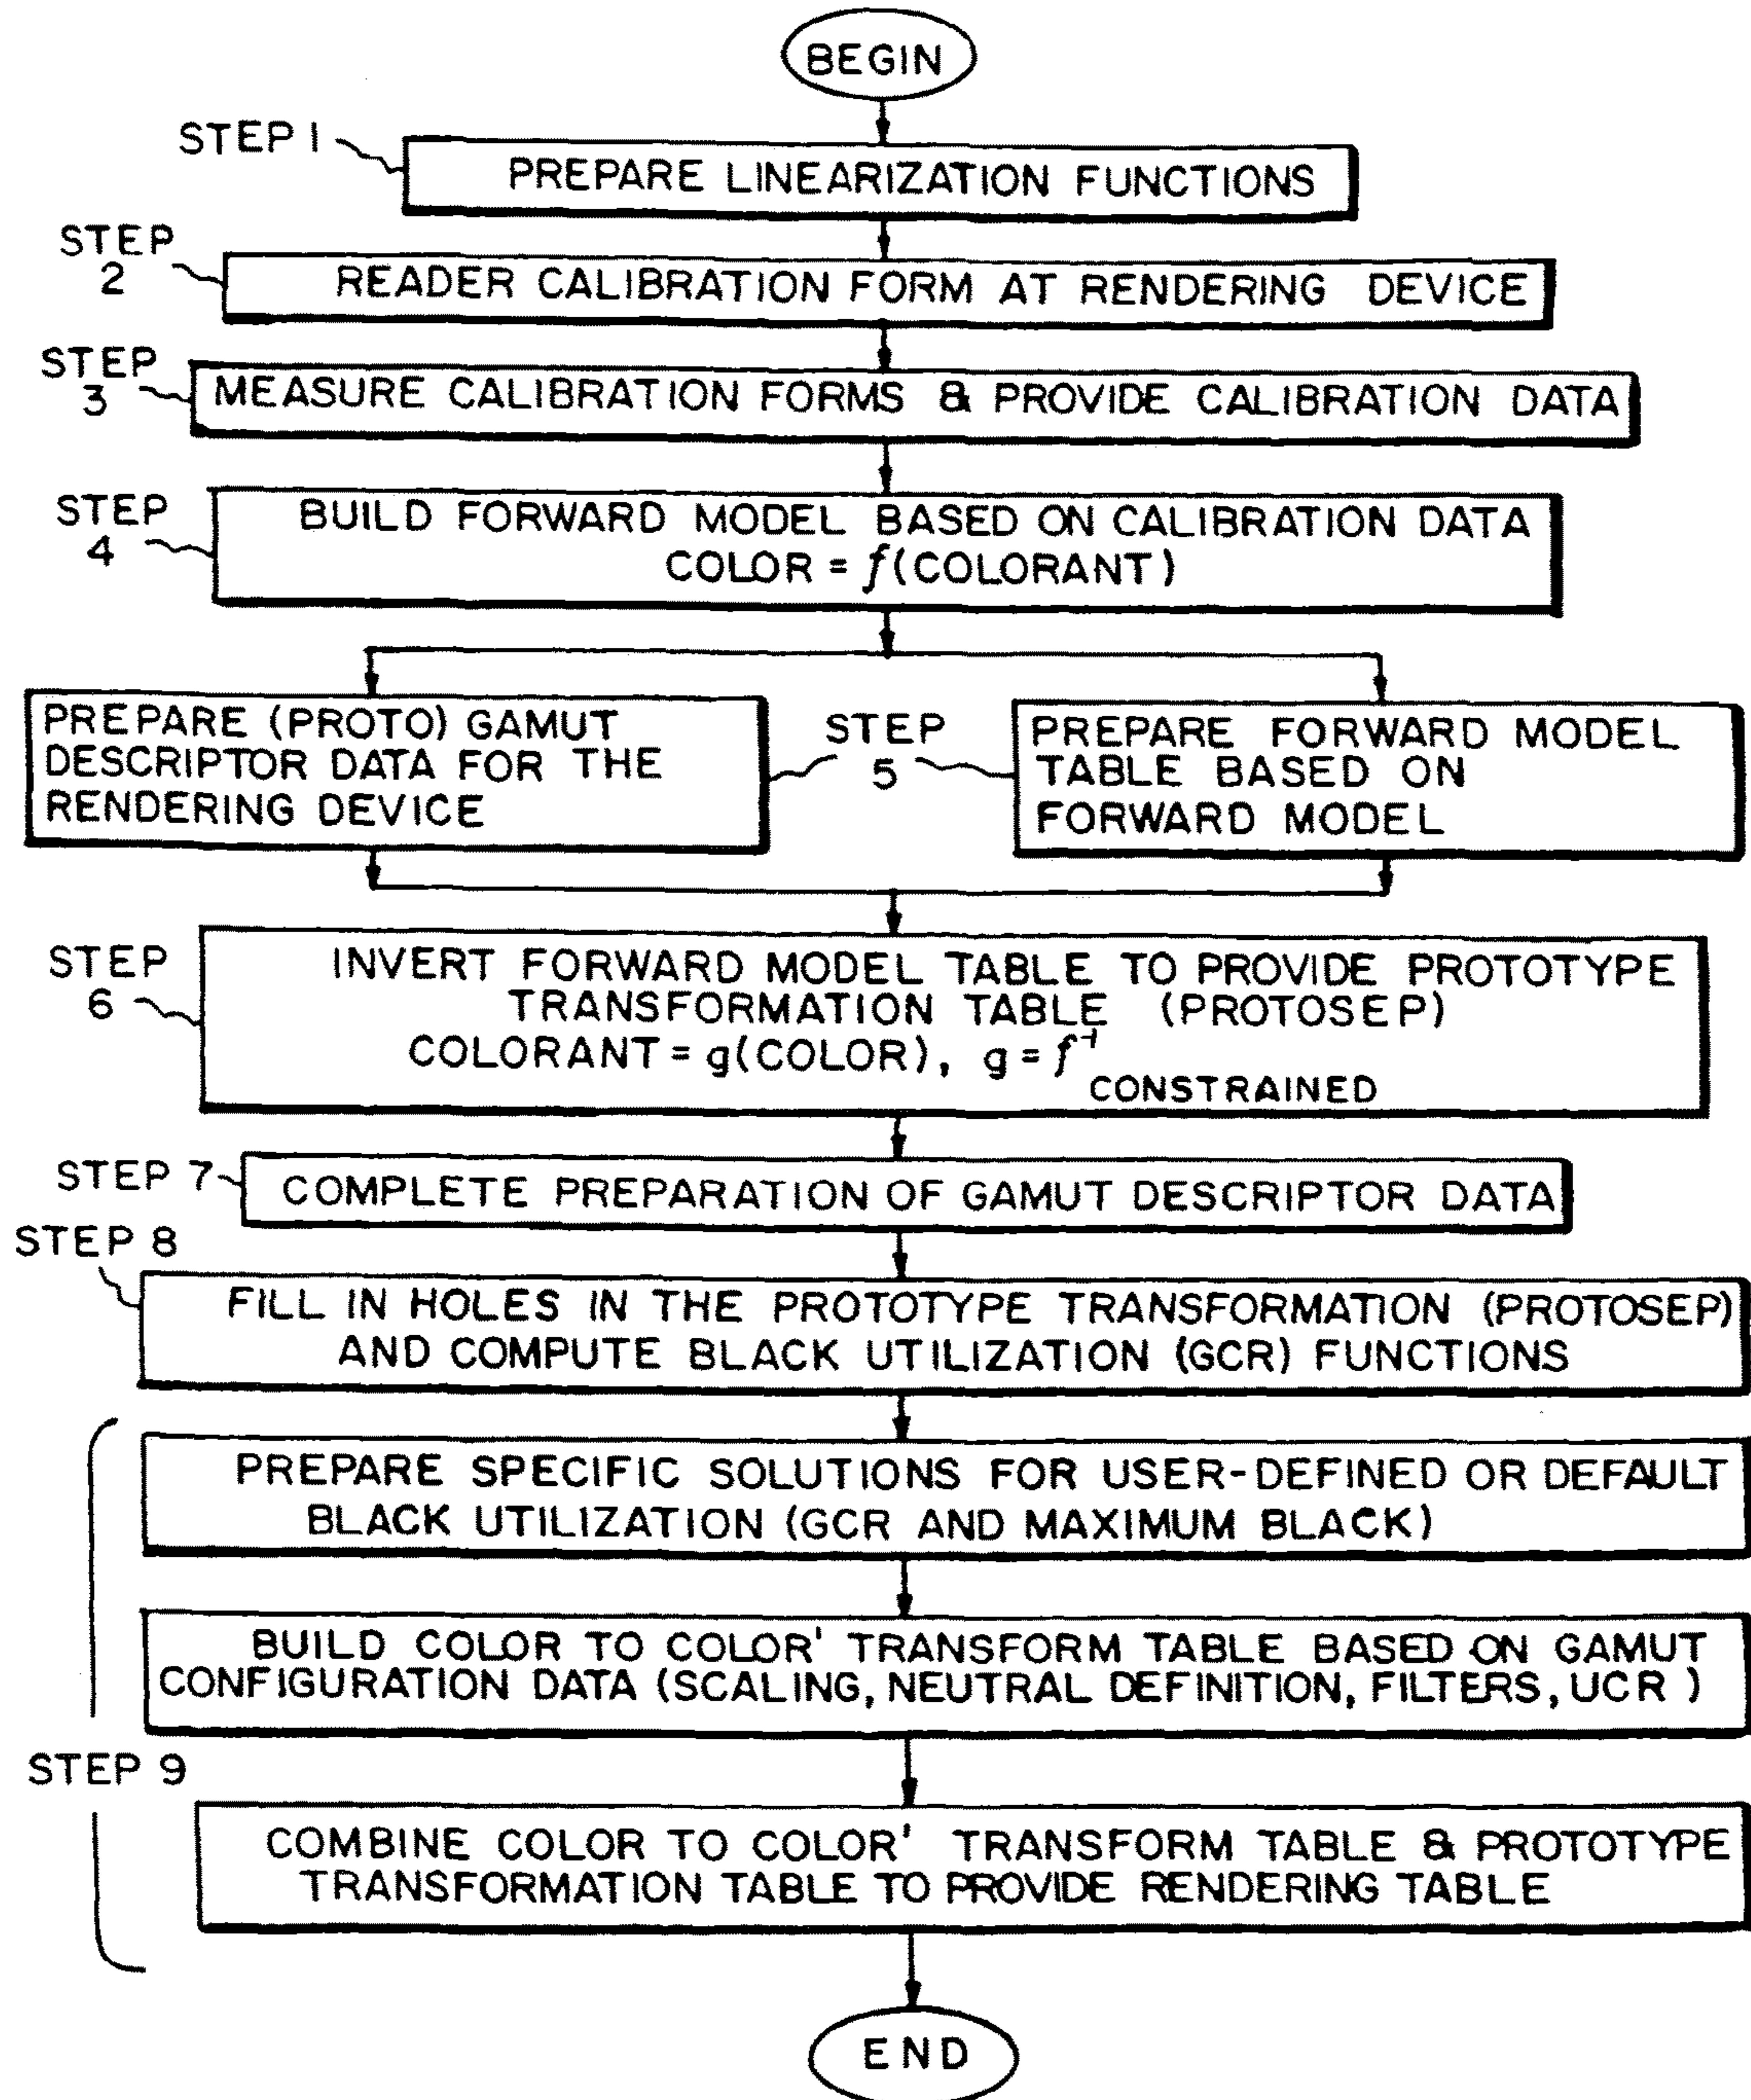 BEGIN
STEP 1
PREPARE LINEARIZATION FUNCTIONS
STEP
2
READER CALIBRATION FORM AT RENDERING DEVICE
STEP
3
MEASURE CALIBRATION FORMS & PROVIDE CALIBRATION DATA
STEP
4
BUILD FORWARD MODEL BASED ON CALIBRATION DATA
COLOR = f(COLORANT)
PREPARE (PROTO) GAMUT
DESCRIPTOR DATA FOR THE
RENDERING DEVICE
STEP
5
PREPARE FORWARD MODEL
TABLE BASED ON
FORWARD MODEL
STEP
6
INVERT FORWARD MODEL TABLE TO PROVIDE PROTOTYPE
TRANSFORMATION TABLE (PROTOSEP)
COLORANT = g(COLOR), g = f⁻¹
CONSTRAINED
STEP 7
COMPLETE PREPARATION OF GAMUT DESCRIPTOR DATA
STEP 8
FILL IN HOLES IN THE PROTOTYPE TRANSFORMATION (PROTOSEP)
AND COMPUTE BLACK UTILIZATION (GCR) FUNCTIONS
PREPARE SPECIFIC SOLUTIONS FOR USER-DEFINED OR DEFAULT
BLACK UTILIZATION (GCR AND MAXIMUM BLACK)
BUILD COLOR TO COLOR' TRANSFORM TABLE BASED ON GAMUT
CONFIGURATION DATA (SCALING, NEUTRAL DEFINITION, FILTERS, UCR)
STEP 9
COMBINE COLOR TO COLOR' TRANSFORM TABLE & PROTOTYPE
TRANSFORMATION TABLE TO PROVIDE RENDERING TABLE
END